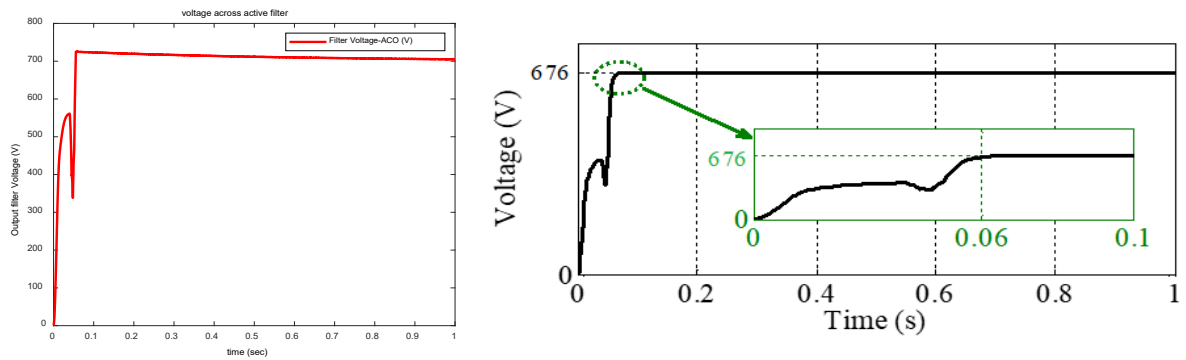 voltage across active filter
800
700
600
500
400
300
200
100
0
Output filter Voltage (V)
Filter Voltage-ACO (V)
0 0.1 0.2 0.3 0.4 0.5 0.6 0.7 0.8 0.9 1
time (sec)
676
0
Voltage (V)
676
0
0 0.06 0.1
0 0.2 0.4 0.6 0.8 1
Time (s)